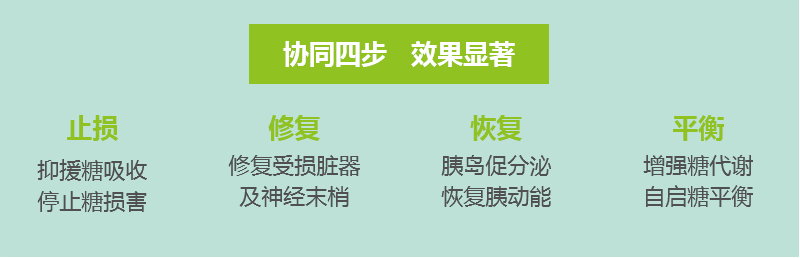 协同四步 效果显著
止损
抑援糖吸收
停止糖损害
修复
修复受损脏器
及神经末梢
恢复
胰岛促分泌
恢复胰动能
平衡
增强糖代谢
自启糖平衡